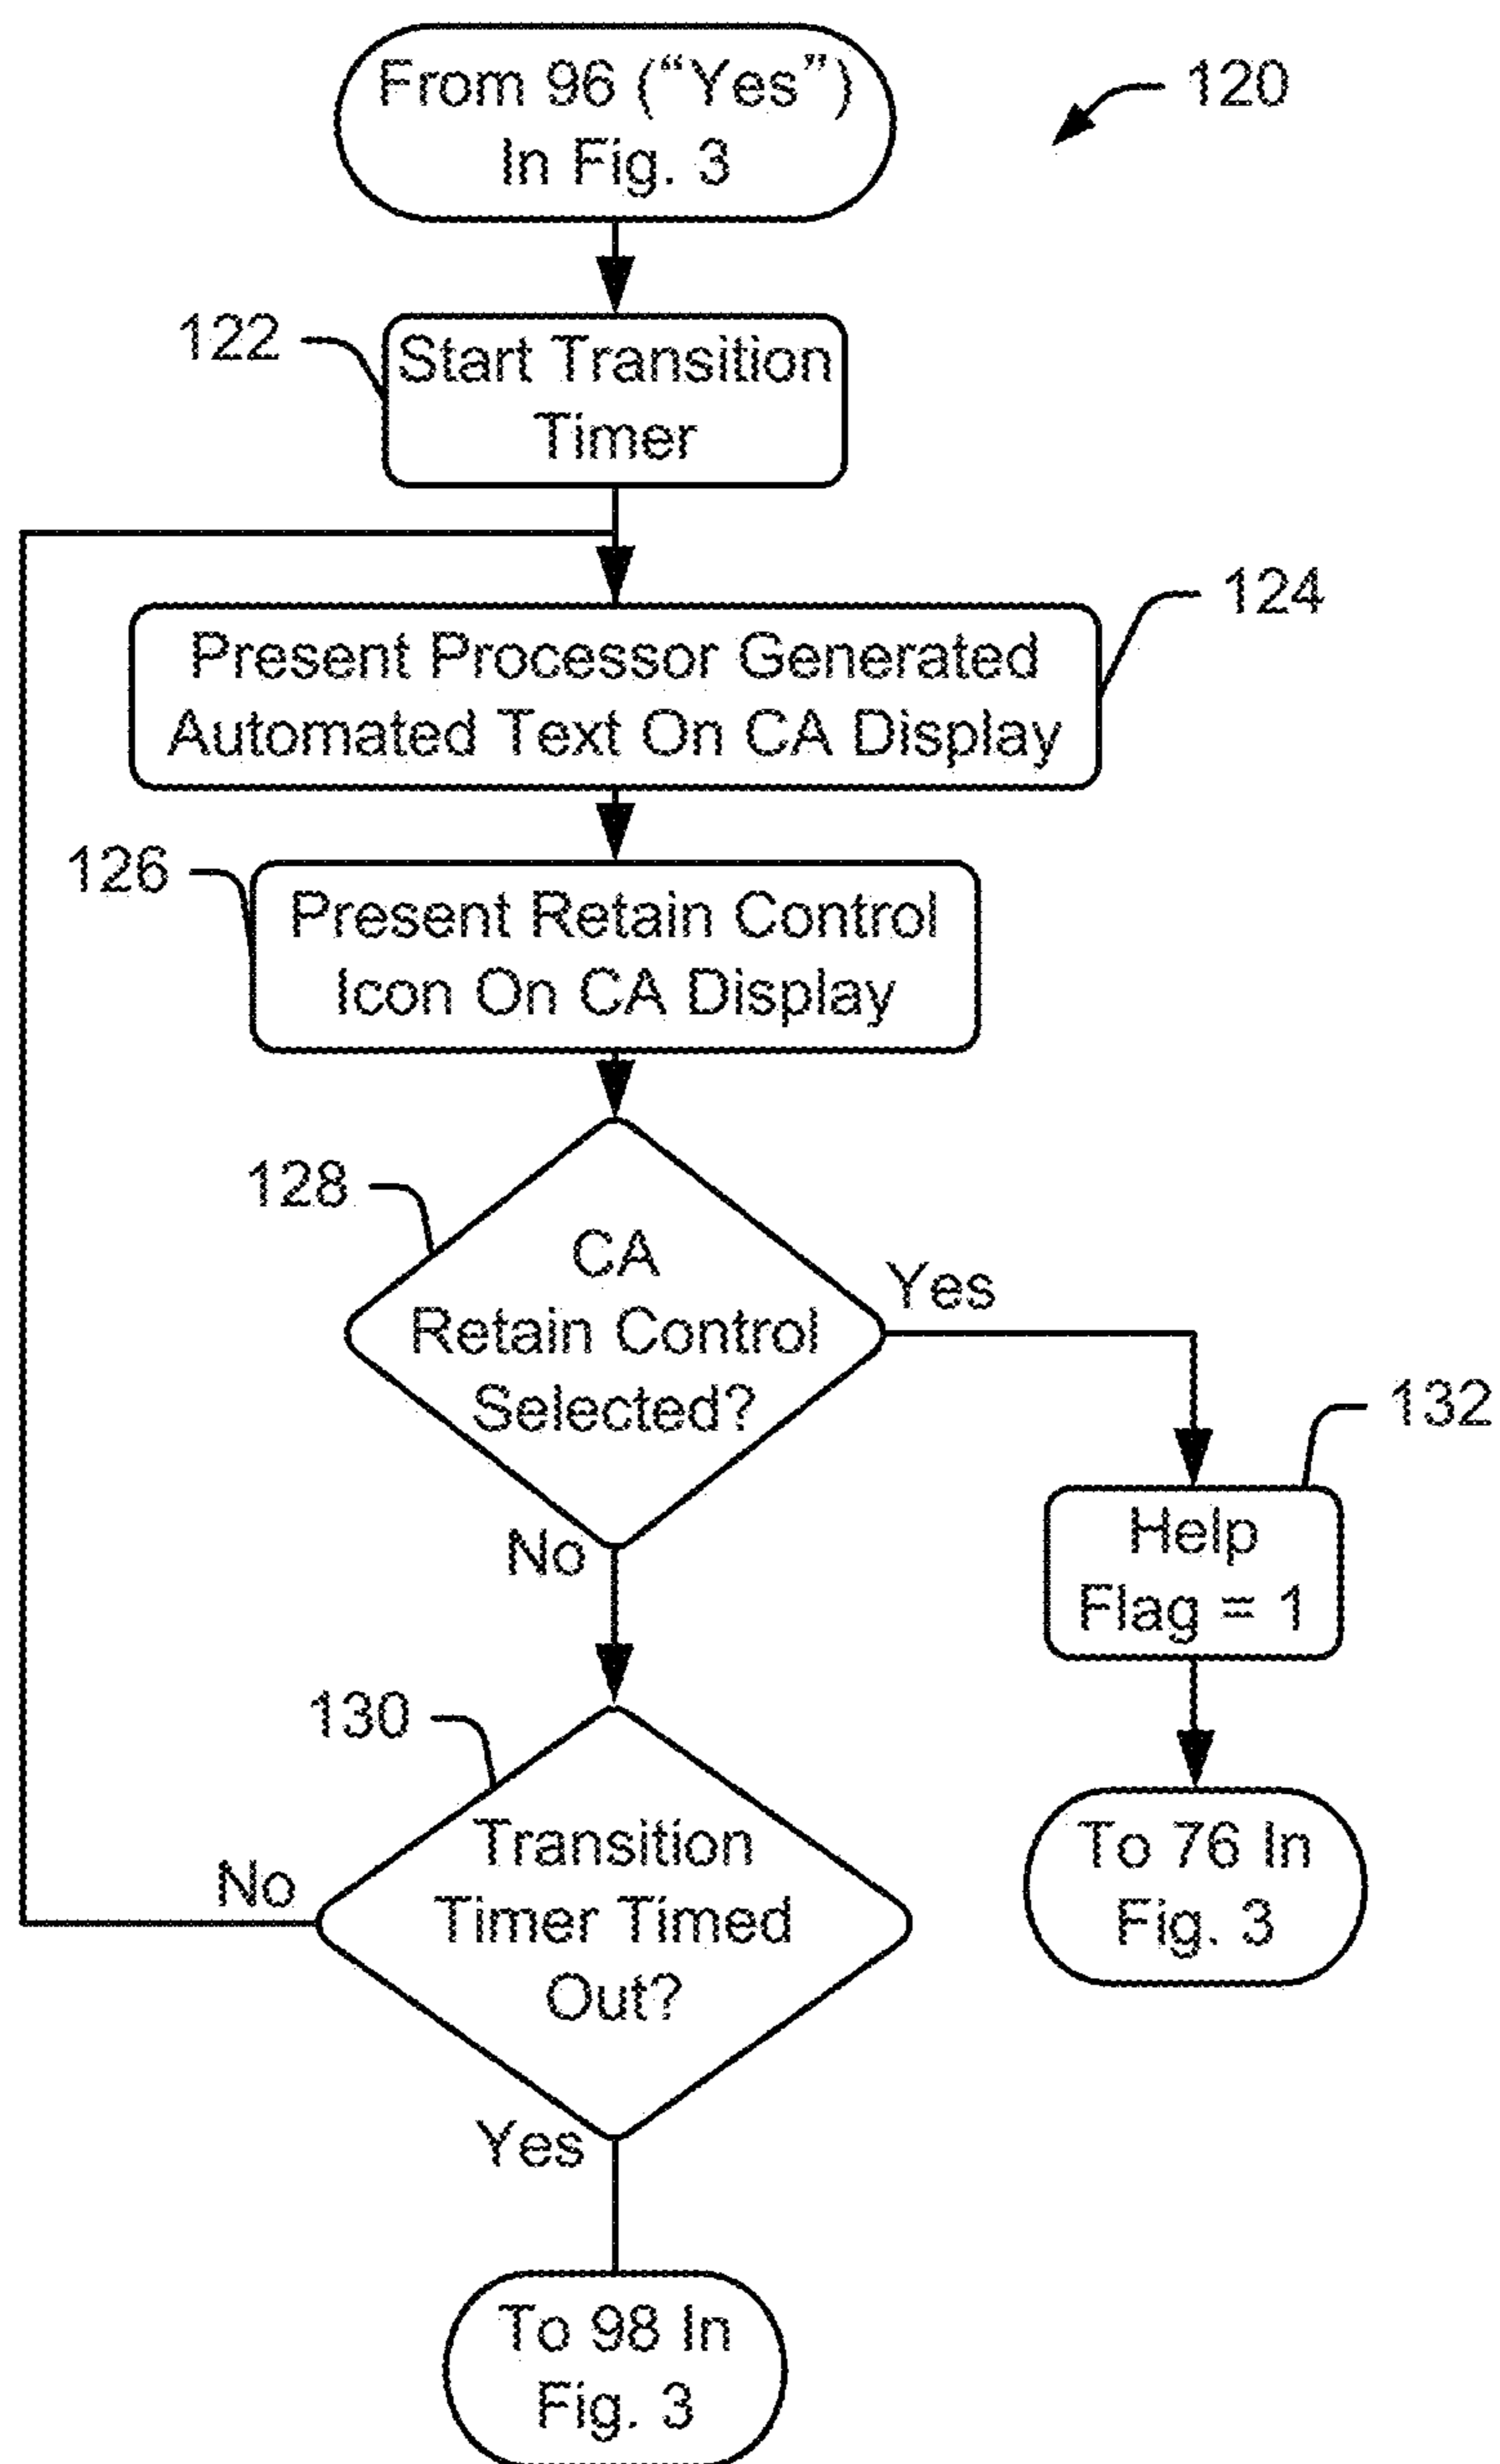 From 96 (“Yes”)
In Fig. 3
120
122
Start Transition
Timer
124
Present Processor Generated
Automated Text On CA Display
126
Present Retain Control
Icon On CA Display
128
CA
Retain Control
Selected?
Yes
No
132
Help
Flag = 1
130
Transition
Timer Timed
Out?
No
Yes
To 76 In
Fig. 3
To 98 In
Fig. 3